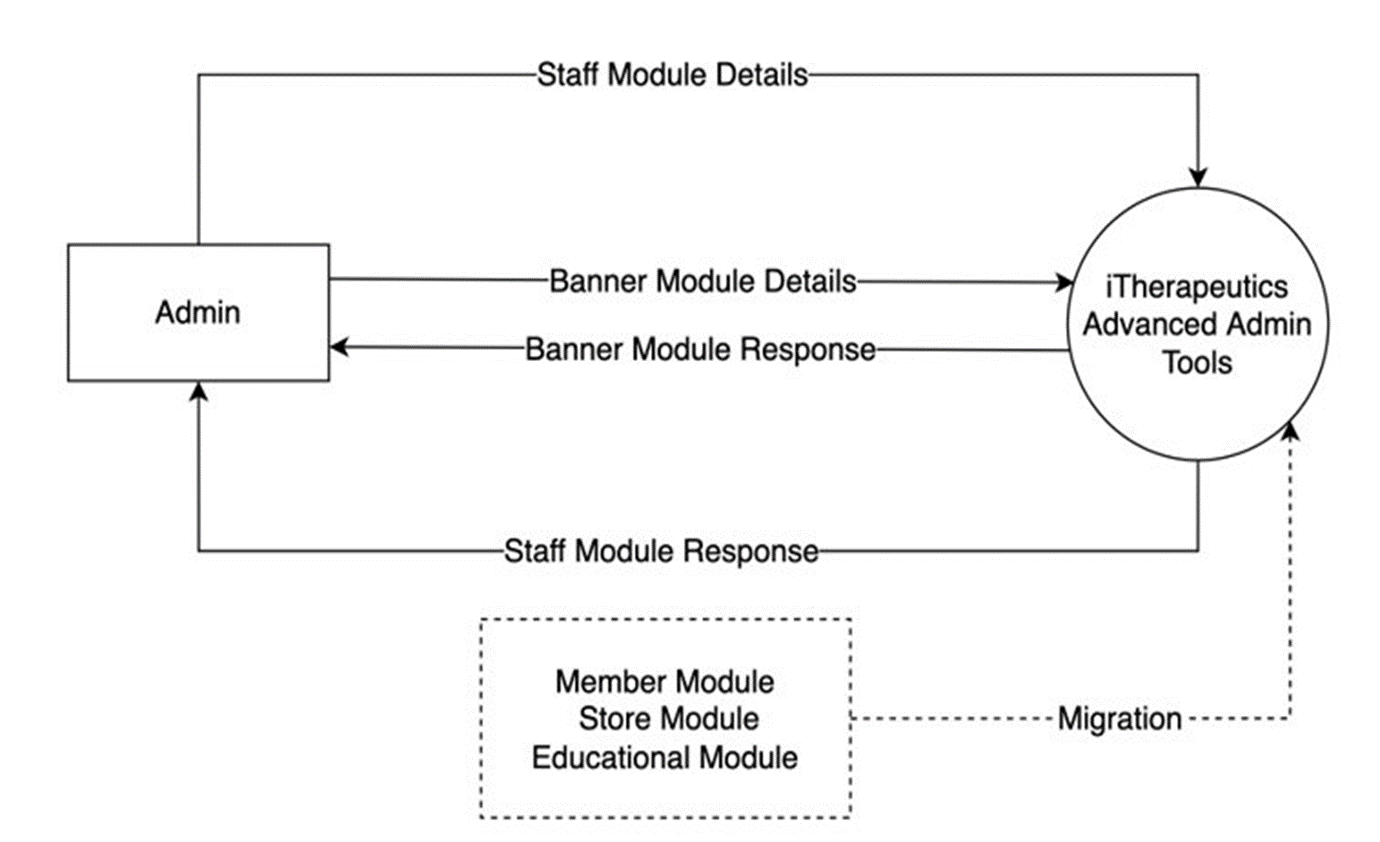 Staff Module Details
Admin
Banner Module Details
Banner Module Response
iTherapeutics
Advanced Admin
Tools
Staff Module Response
Member Module
Store Module
Educational Module
Migration